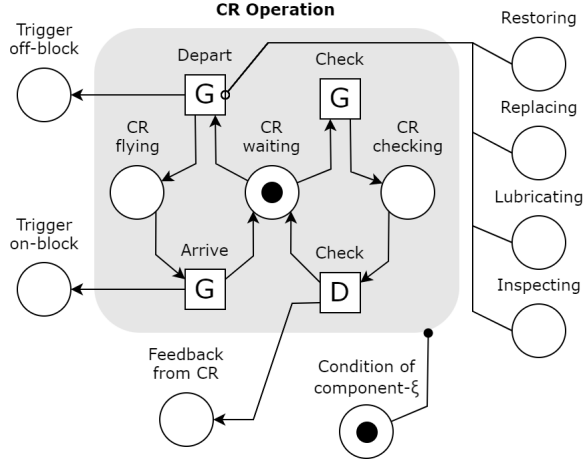 CR Operation
Trigger
off-block
Depart
G
Check
G
Restoring
CR
flying
CR
waiting
CR
checking
Replacing
Lubricating
Trigger
on-block
Arrive
G
Check
D
Inspecting
Feedback
from CR
Condition of
component-ξ